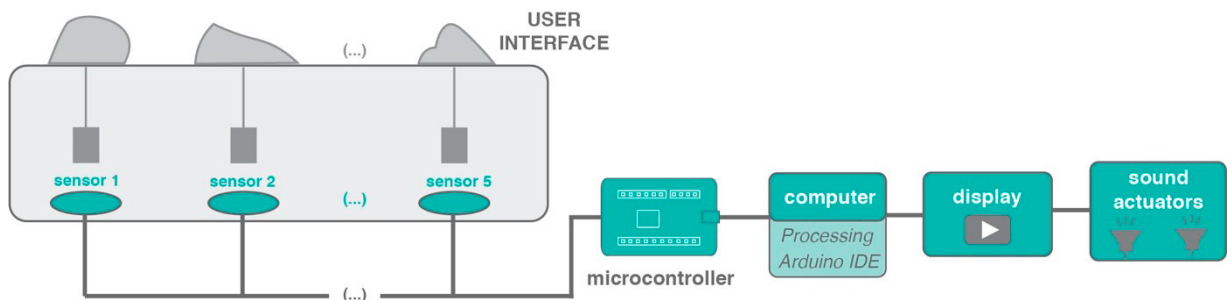 USER
INTERFACE
(...)
sensor 1
sensor 2
(...)
sensor 5
microcontroller
computer
Processing
Arduino IDE
display
sound
actuators
(...)